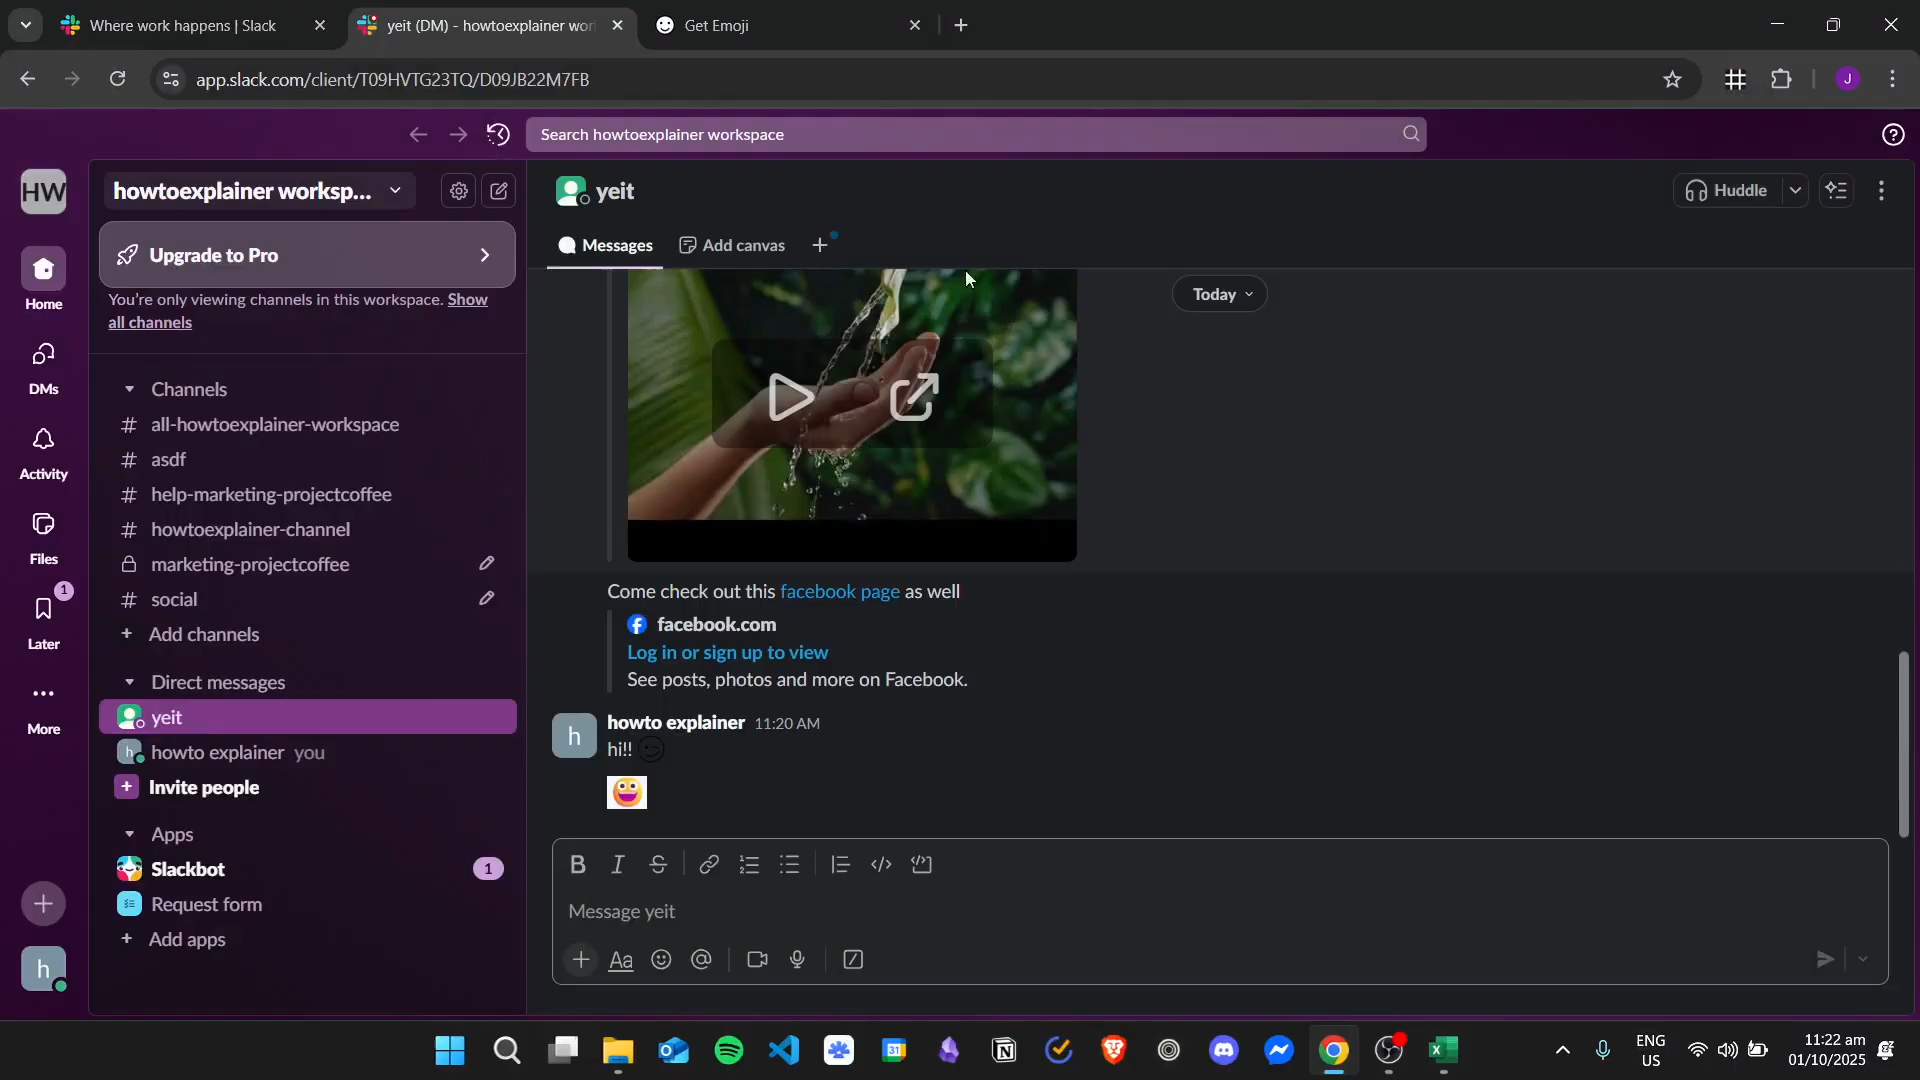 Where work happens | Slack
yeit (DM) - howtoexplainer wor
Get Emoji
app.slack.com/client/T09HVTG23TQ/D09JB22M7FB
J
Search howtoexplainer workspace
HW
howtoexplainer worksp...
Upgrade to Pro
You're only viewing channels in this workspace. Show
all channels
Home
DMs
Activity
Files
1
Later
More
h
Channels
# all-howtoexplainer-workspace
# asdf
# help-marketing-projectcoffee
# howtoexplainer-channel
marketing-projectcoffee
# social
+ Add channels
Direct messages
yeit
h howto explainer you
+ Invite people
Apps
Slackbot 1
Request form
+ Add apps
yeit
Huddle
Messages
Add canvas
Today
Come check out this facebook page as well
facebook.com
Log in or sign up to view
See posts, photos and more on Facebook.
h
howto explainer 11:20 AM
hi!! 😉
😀
B I S
Message yeit
Aa
31
ENG
US
11:22 am
01/10/2025